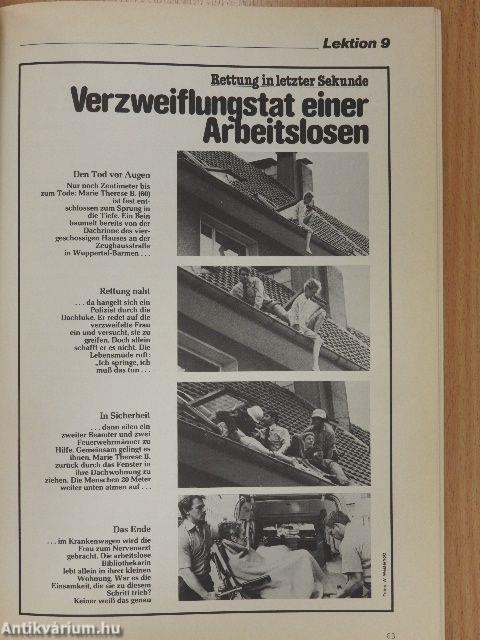 Lektion 9
Rettung in letzter Sekunde
Verzweiflungstat einer
Arbeitslosen
Den Tod vor Augen
Nur noch Zentimeter bis
zum Tode: Marie Therese B. (60)
ist fest ent-
schlossen zum Sprung in
die Tiefe. Ein Bein
baumelt bereits von der
Dachrinne des vier-
geschossigen Hauses an der
Zeughausstraße
in Wuppertal-Barmen ...
Rettung naht
... da hangelt sich ein
Polizist durch die
Dachluke. Er redet auf die
verzweifelte Frau
ein und versucht, sie zu
greifen. Doch allein
schafft er es nicht. Die
Lebensmüde ruft:
„Ich springe, ich
muß das tun ...
In Sicherheit
... dann eilen ein
zweiter Beamter und zwei
Feuerwehrmänner zu
Hilfe. Gemeinsam gelingt es
ihnen, Marie Therese B.
zurück durch das Fenster in
ihre Dachwohnung zu
ziehen. Die Menschen 20 Meter
weiter unten atmen auf ...
Das Ende
... im Krankenwagen wird die
Frau zum Nervenarzt
gebracht. Die arbeitslose
Bibliothekarin
lebt allein in ihrer kleinen
Wohnung. War es die
Einsamkeit, die sie zu diesem
Schritt trieb?
Keiner weiß das genau
63
Antikvárium.hu